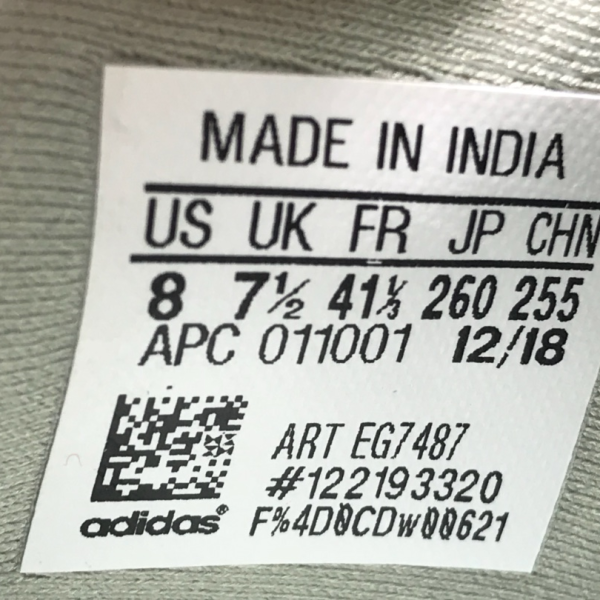 MADE IN INDIA
US UK FR JP CHN
8 7½ 41⅓ 260 255
APC 011001 12/18
ART EG7487
#122193320
adidas® F%4D0CDw00621